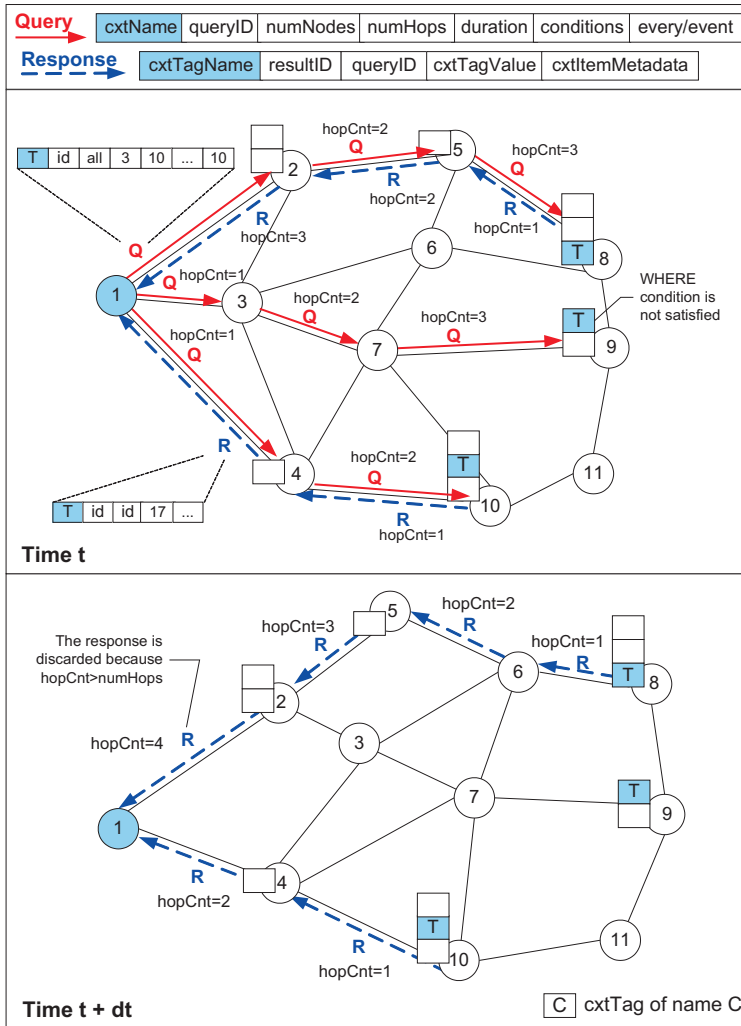 Query
cxtName queryID numNodes numHops duration conditions every/event
Response
cxtTagName resultID queryID cxtTagValue cxtItemMetadata
T id all 3 10 ... 10
hopCnt=2
Q
2
5
hopCnt=3
Q
R
hopCnt=2
R
hopCnt=1
R
hopCnt=3
Q
6
T
8
hopCnt=1
Q
1
3
hopCnt=2
Q
WHERE
condition is
not satisfied
hopCnt=1
Q
7
hopCnt=3
Q
T
9
R
4
hopCnt=2
Q
T
11
10
R
hopCnt=1
T id id 17 ...
Time t
5
hopCnt=2
R
hopCnt=3
R
hopCnt=1
R
The response is
discarded because
hopCnt>numHops
6
T
8
2
hopCnt=4
R
3
7
T
9
1
R
4
hopCnt=2
T
R
11
10
hopCnt=1
Time t + dt
C cxtTag of name C